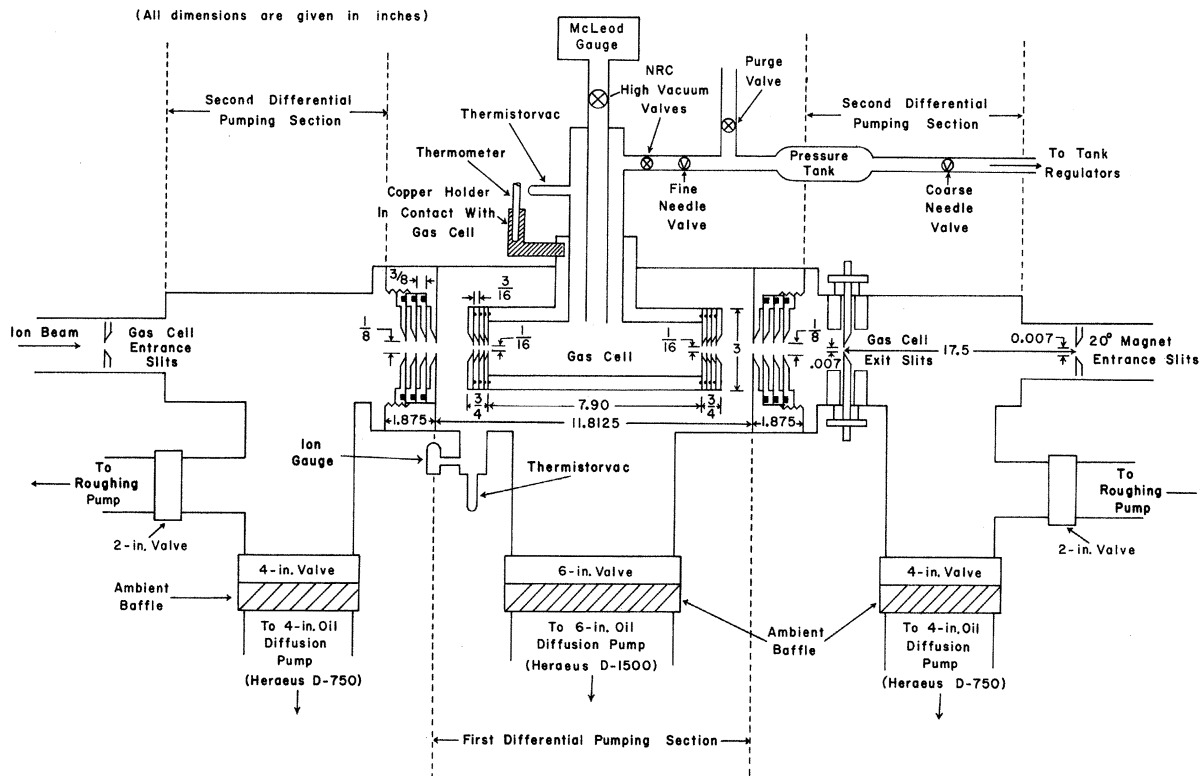 (All dimensions are given in inches)
McLeod
Gauge
NRC
High Vacuum
Valves
Purge
Valve
Second Differential
Pumping Section
Second Differential
Pumping Section
Thermistorvac
Thermometer
Copper Holder
In Contact With
Gas Cell
Fine
Needle
Valve
Pressure
Tank
Coarse
Needle
Valve
To Tank
Regulators
3/8
3/16
1/8
1/16
1/16
1/8
3
Ion Beam
Gas Cell
Entrance
Slits
Gas Cell
Gas Cell
Exit Slits
.007
17.5
0.007
20° Magnet
Entrance Slits
3/4
7.90
3/4
1.875
11.8125
1.875
Ion
Gauge
Thermistorvac
To
Roughing
Pump
2-in. Valve
To
Roughing
Pump
2-in. Valve
4-in. Valve
6-in. Valve
4-in. Valve
Ambient
Baffle
Ambient
Baffle
To 4-in. Oil
Diffusion
Pump
(Heraeus D-750)
To 6-in. Oil
Diffusion Pump
(Heraeus D-1500)
To 4-in. Oil
Diffusion
Pump
(Heraeus D-750)
First Differential Pumping Section